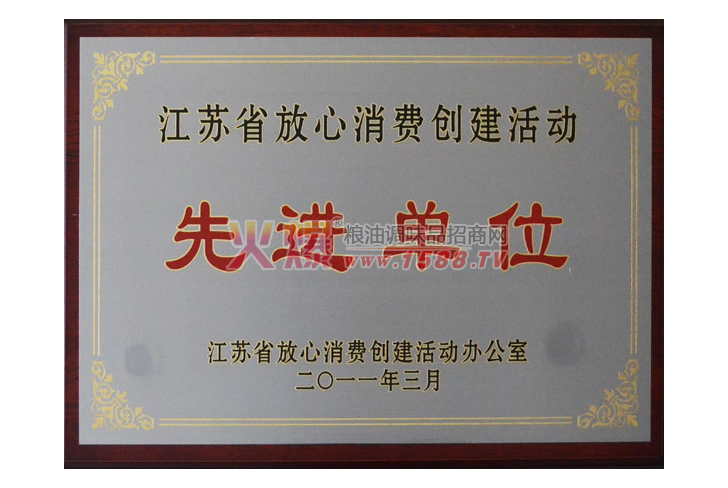 江苏省放心消费创建活动
先进单位
火爆®粮油调味品招商网
www.1588.TV
江苏省放心消费创建活动办公室
二〇一一年三月